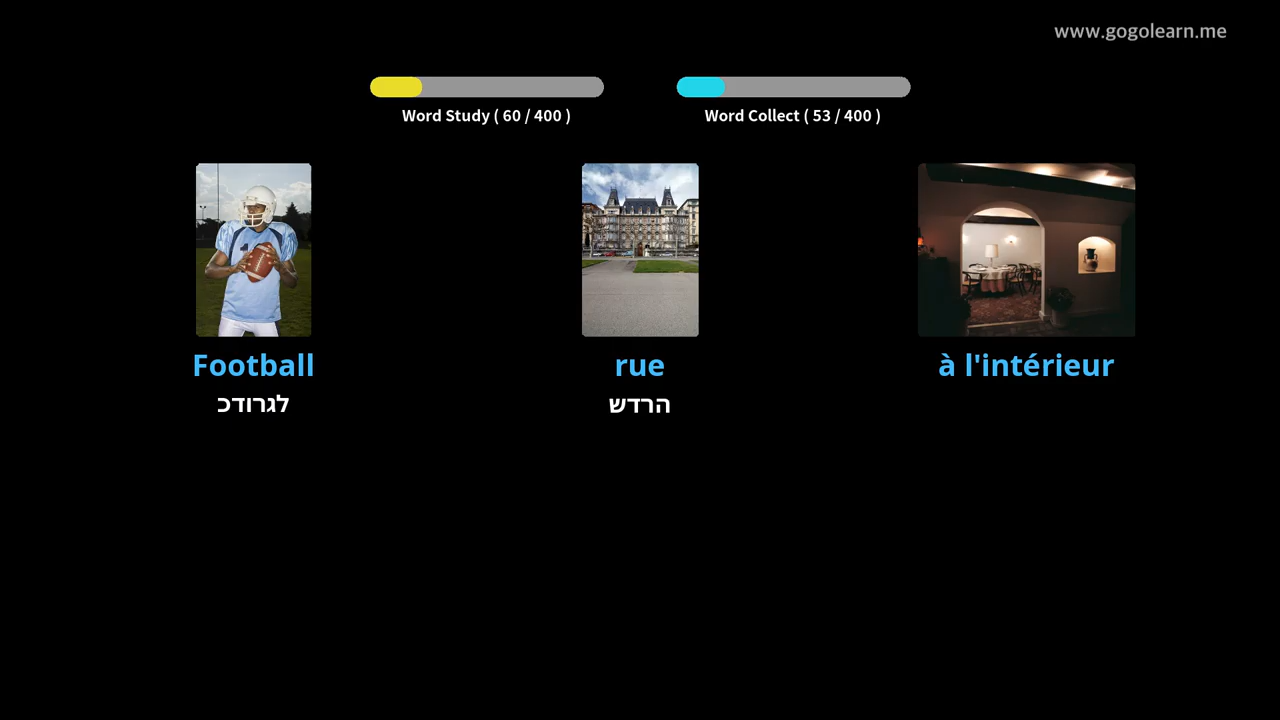 www.gogolearn.me
Word Study ( 60 / 400 )
Word Collect ( 53 / 400 )
Football
rue
à l'intérieur
לגרודכ
הרדש